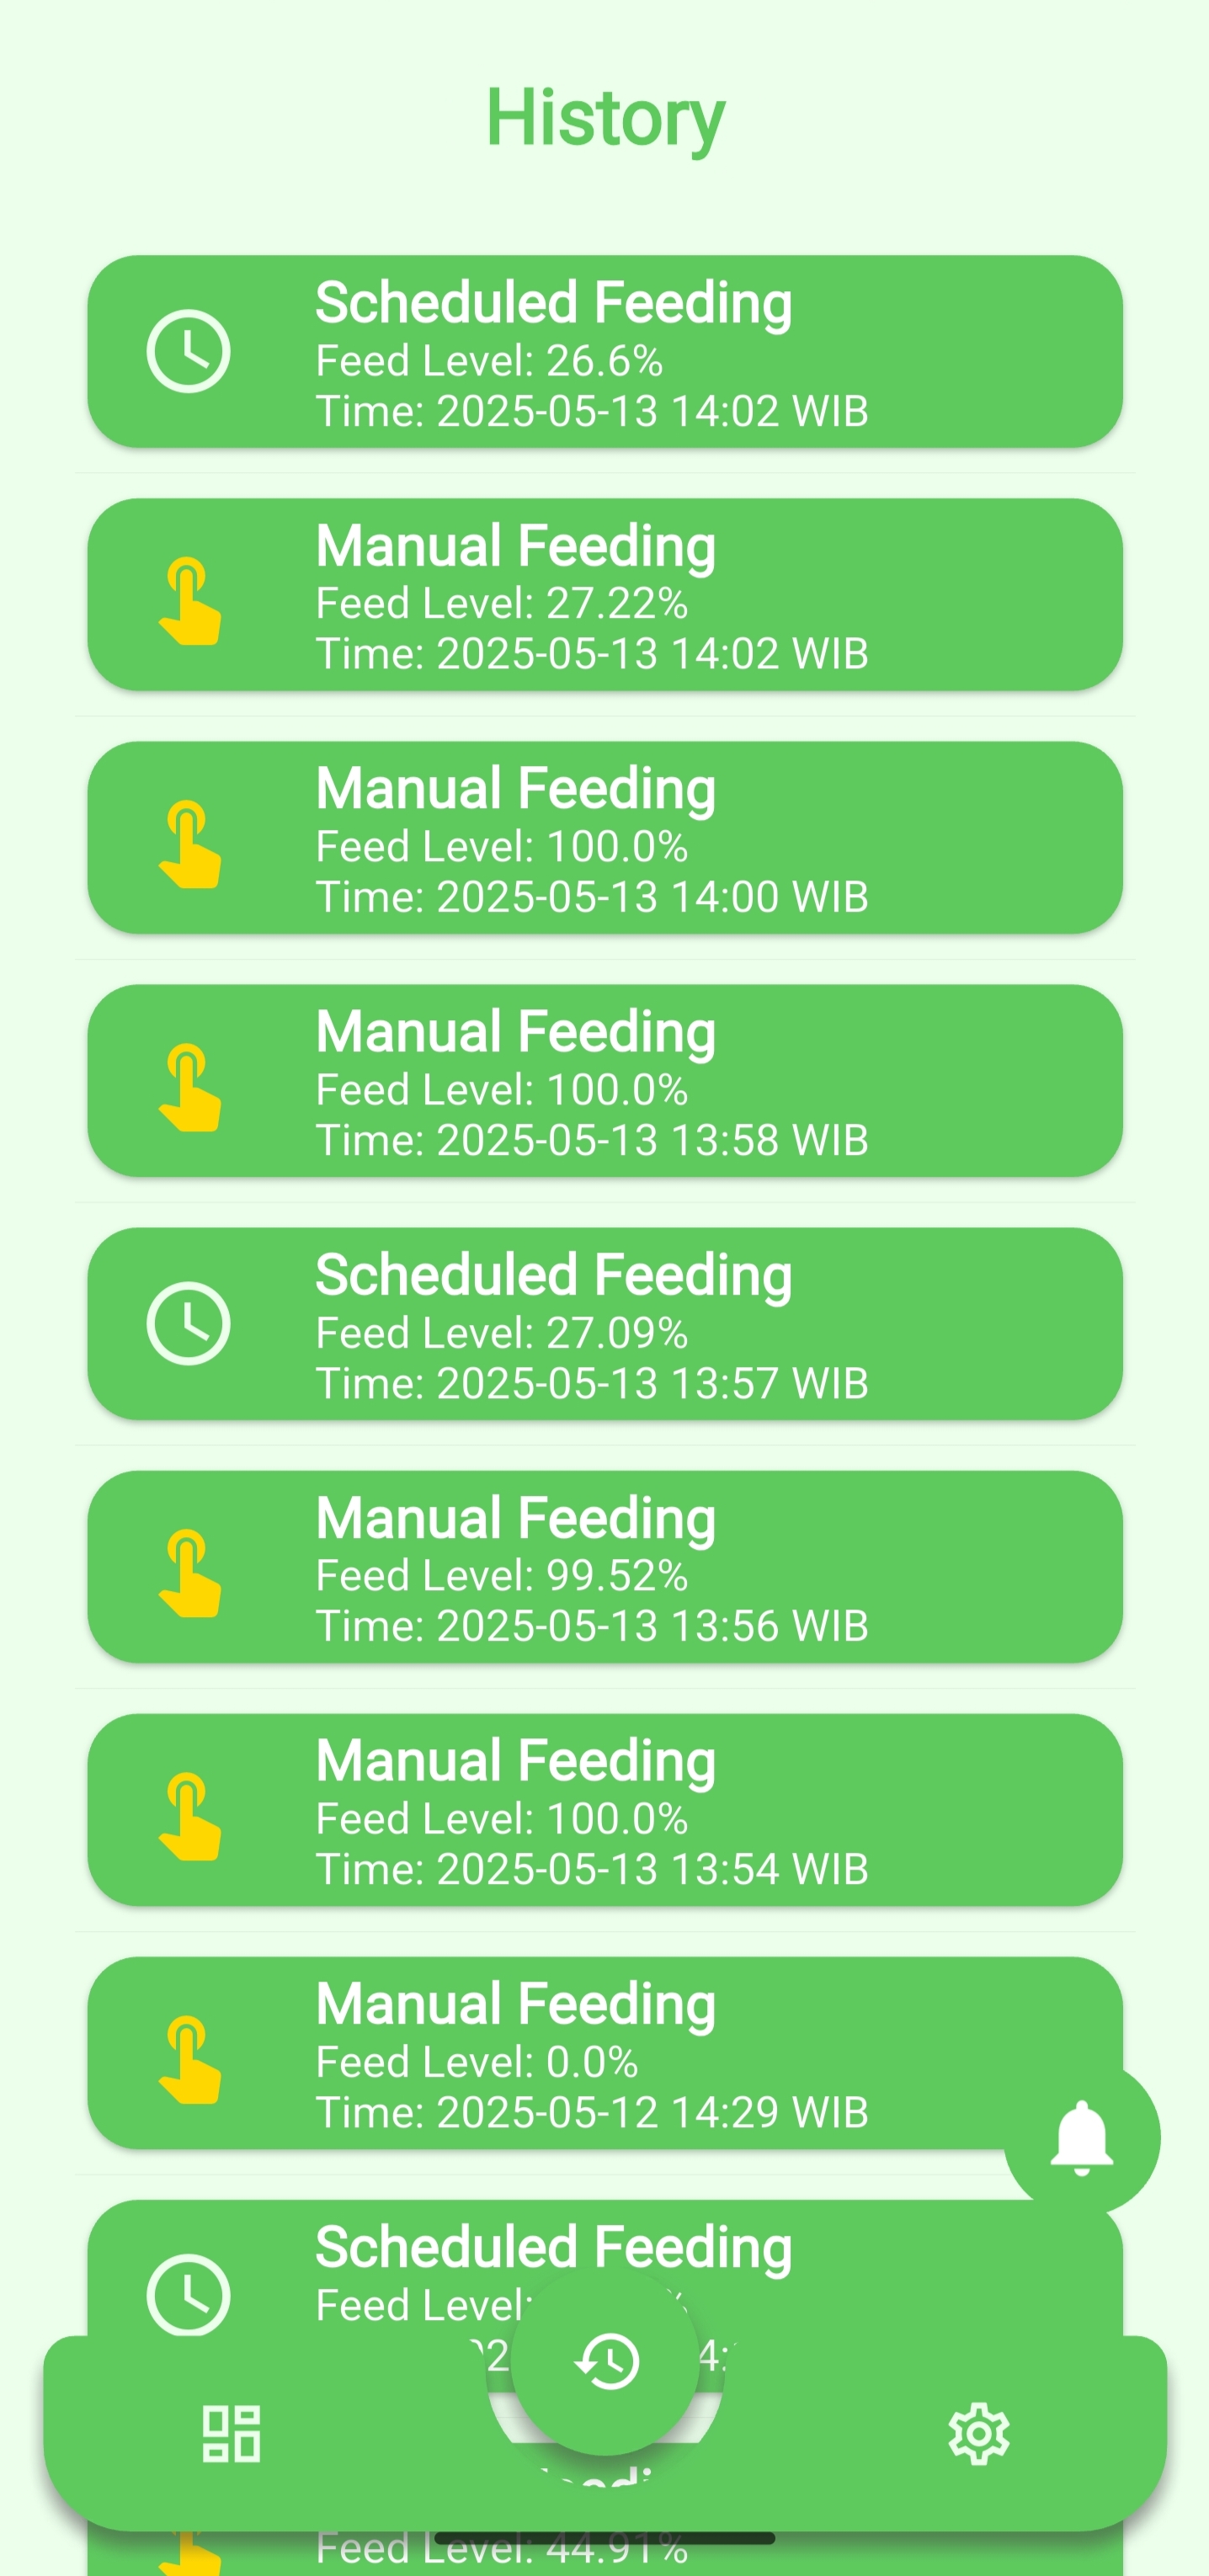 History
Scheduled Feeding
Feed Level: 26.6%
Time: 2025-05-13 14:02 WIB
Manual Feeding
Feed Level: 27.22%
Time: 2025-05-13 14:02 WIB
Manual Feeding
Feed Level: 100.0%
Time: 2025-05-13 14:00 WIB
Manual Feeding
Feed Level: 100.0%
Time: 2025-05-13 13:58 WIB
Scheduled Feeding
Feed Level: 27.09%
Time: 2025-05-13 13:57 WIB
Manual Feeding
Feed Level: 99.52%
Time: 2025-05-13 13:56 WIB
Manual Feeding
Feed Level: 100.0%
Time: 2025-05-13 13:54 WIB
Manual Feeding
Feed Level: 0.0%
Time: 2025-05-12 14:29 WIB
Scheduled Feeding
Feed Level:
Feed Level: 44.91%